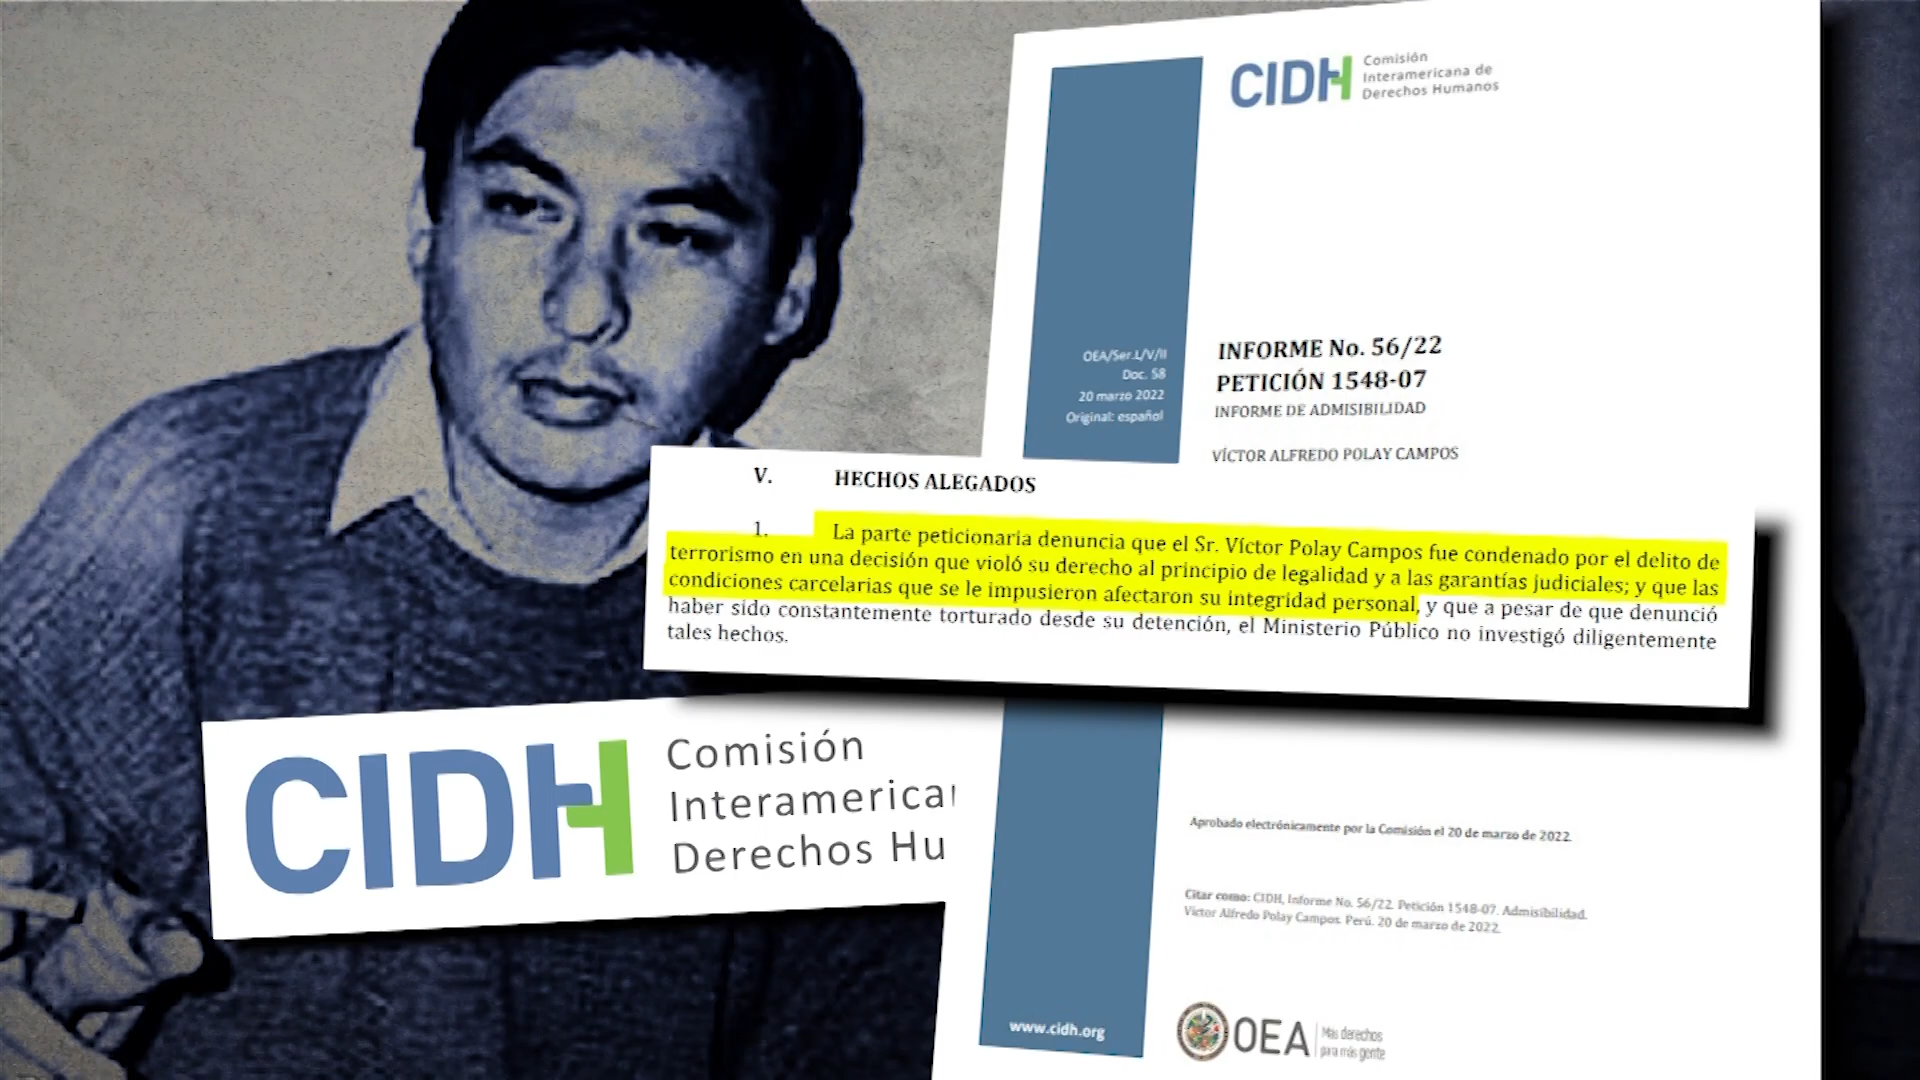 CIDH
Comisión
Interamericana de
Derechos Humanos
OEA/Ser.L/V/II
Doc. 58
20 marzo 2022
Original: español
INFORME No. 56/22
PETICIÓN 1548-07
INFORME DE ADMISIBILIDAD
VÍCTOR ALFREDO POLAY CAMPOS
V. HECHOS ALEGADOS
1. La parte peticionaria denuncia que el Sr. Víctor Polay Campos fue condenado por el delito de
terrorismo en una decisión que violó su derecho al principio de legalidad y a las garantías judiciales; y que las
condiciones carcelarias que se le impusieron afectaron su integridad personal, y que a pesar de que denunció
haber sido constantemente torturado desde su detención, el Ministerio Público no investigó diligentemente
tales hechos.
CIDH
Comisión
Interamerica
Derechos Hu
Aprobado electrónicamente por la Comisión el 20 de marzo de 2022.
Citar como: CIDH, Informe No. 56/22. Petición 1548-07. Admisibilidad.
Víctor Alfredo Polay Campos. Perú. 20 de marzo de 2022.
www.cidh.org
OEA
Más derechos
para más gente